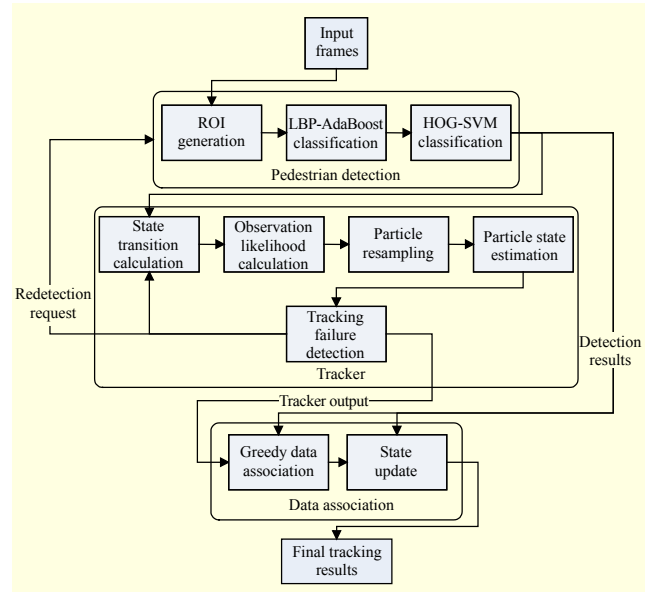 Input
frames
ROI
generation
LBP-AdaBoost
classification
HOG-SVM
classification
Pedestrian detection
State
transition
calculation
Observation
likelihood
calculation
Particle
resampling
Particle state
estimation
Redetection
request
Tracking
failure
detection
Tracker
Detection
results
Tracker output
Greedy data
association
State
update
Data association
Final tracking
results